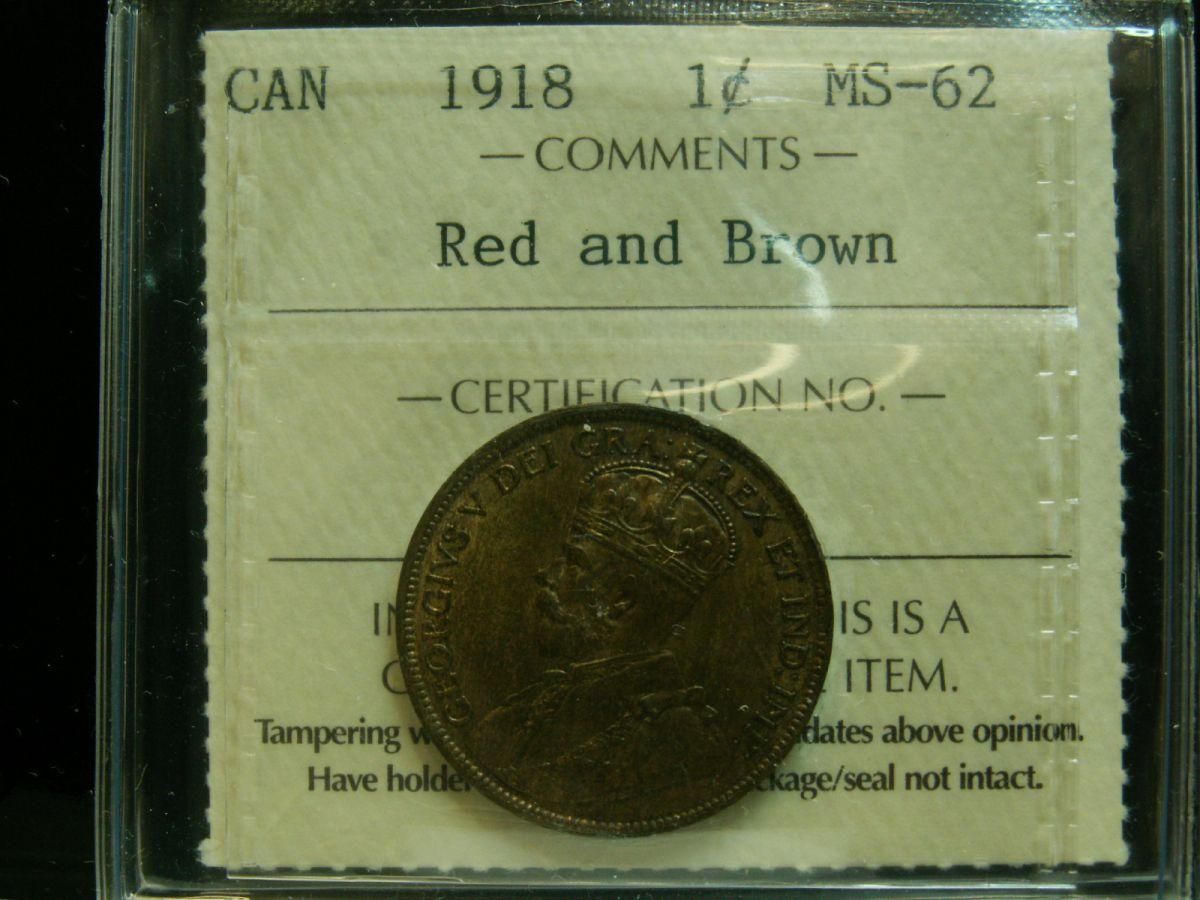 CAN 1918 1¢ MS-62
— COMMENTS —
Red and Brown
— CERTIFICATION NO. —
GEORGIVS V DEI GRA: REX ET IND: IMP:
IS IS A
ITEM.
Tampering dates above opinion.
Have holder kage/seal not intact.